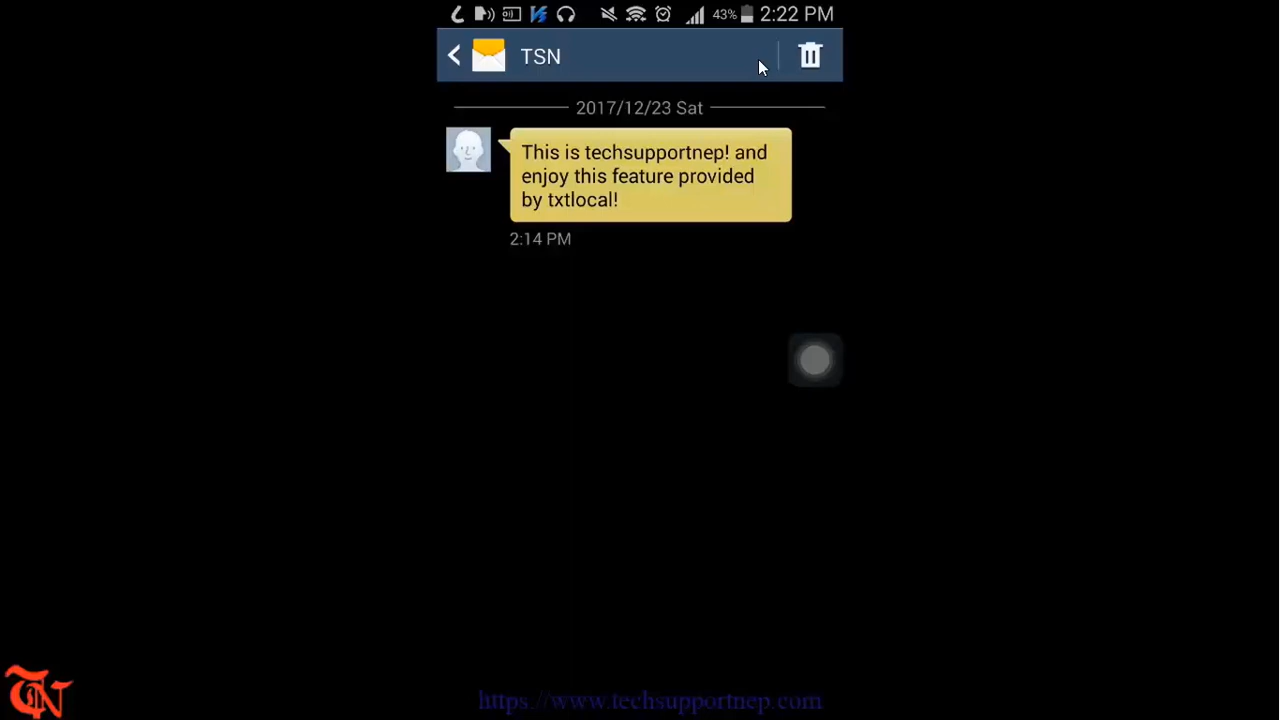 43% 2:22 PM
TSN
2017/12/23 Sat
This is techsupportnep! and
enjoy this feature provided
by txtlocal!
2:14 PM
TN
https://www.techsupportnep.com